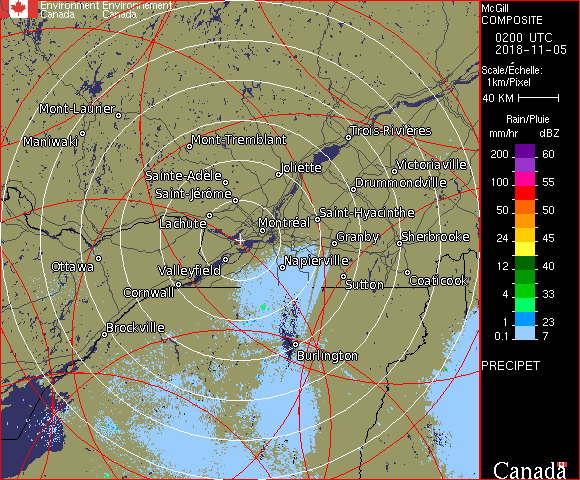 Environment Environnement
Canada Canada
McGill
COMPOSITE
0200 UTC
2018-11-05
Scale/Échelle:
1km/Pixel
40 KM
Rain/Pluie
mm/hr dBZ
200 60
100 55
50 50
24 45
12 40
4 33
1 23
0.1 7
PRECIPET
Canada
Mont-Laurier
Maniwaki
Mont-Tremblant
Trois-Rivières
Sainte-Adèle
Joliette
Victoriaville
Saint-Jérôme
Drummondville
Lachute
Montréal
Saint-Hyacinthe
Granby
Sherbrooke
Ottawa
Valleyfield
Napierville
Cornwall
Sutton
Coaticook
Brockville
Burlington